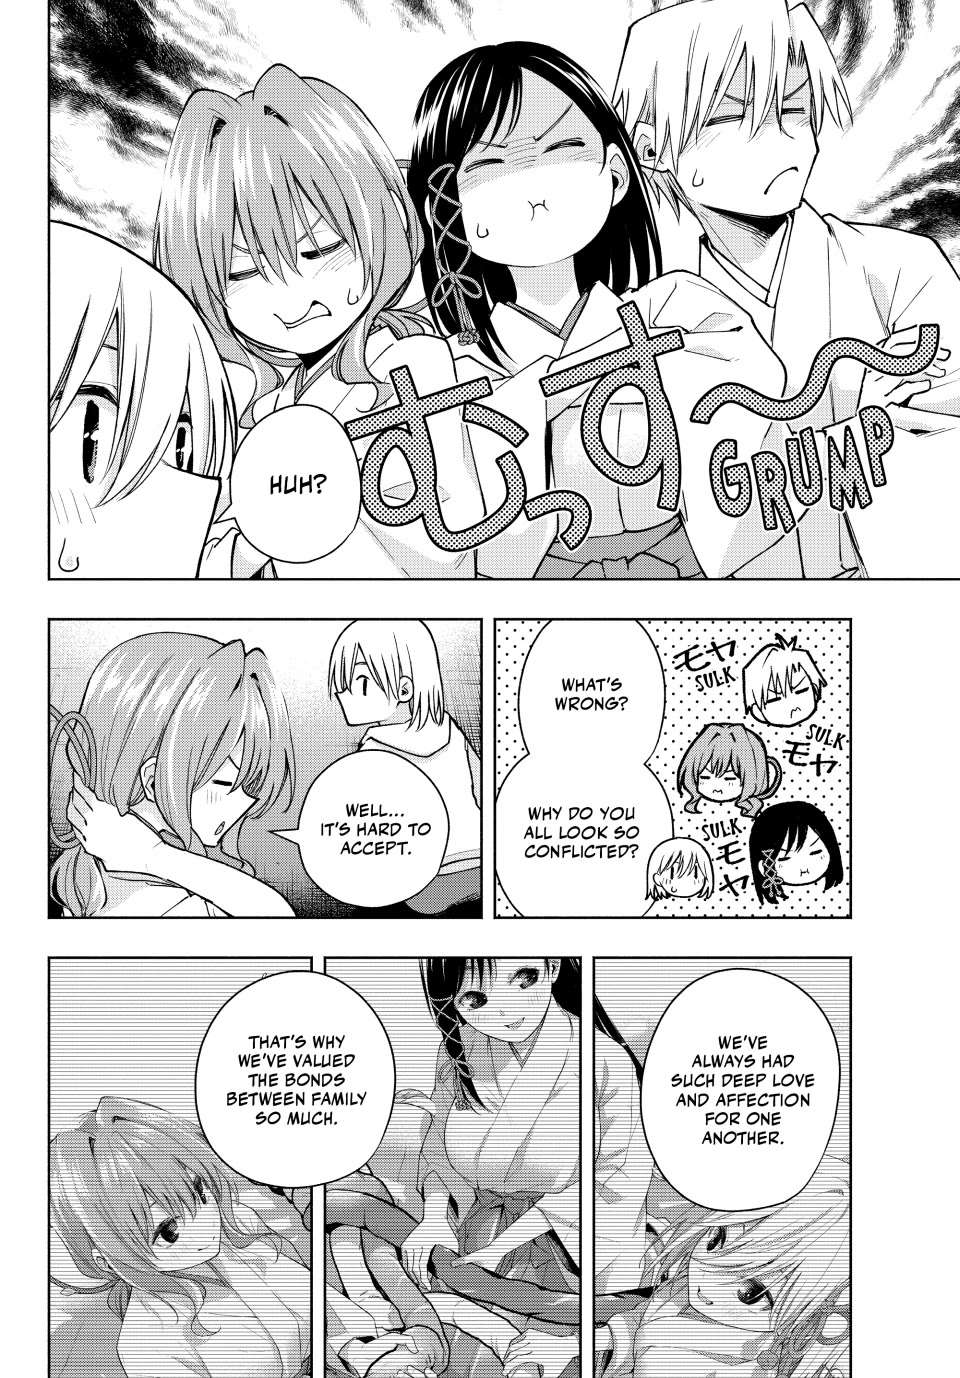 むっす〜
GRUMP
HUH?
WHAT'S
WRONG?
WHY DO YOU
ALL LOOK SO
CONFLICTED?
モヤ
SULK
SULK
モヤ
SULK
モヤ
WELL...
IT'S HARD TO
ACCEPT.
WE'VE
ALWAYS HAD
SUCH DEEP LOVE
AND AFFECTION
FOR ONE
ANOTHER.
THAT'S WHY
WE'VE VALUED
THE BONDS
BETWEEN FAMILY
SO MUCH.